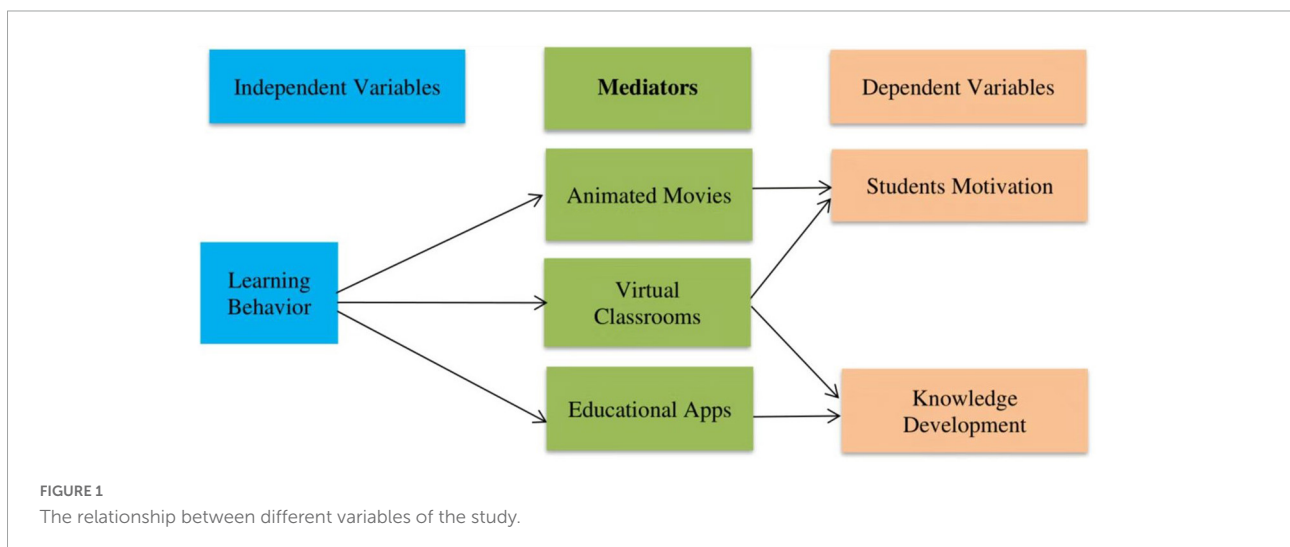 Independent Variables
Mediators
Dependent Variables
Animated Movies
Students Motivation
Learning
Behavior
Virtual
Classrooms
Educational Apps
Knowledge
Development
FIGURE 1
The relationship between different variables of the study.